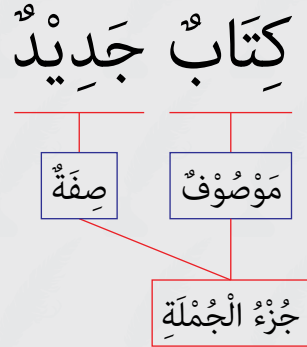 كِتَابٌ جَدِيْدٌ
مَوْصُوْفٌ صِفَةٌ
جُزْءُ الْجُمْلَةِ